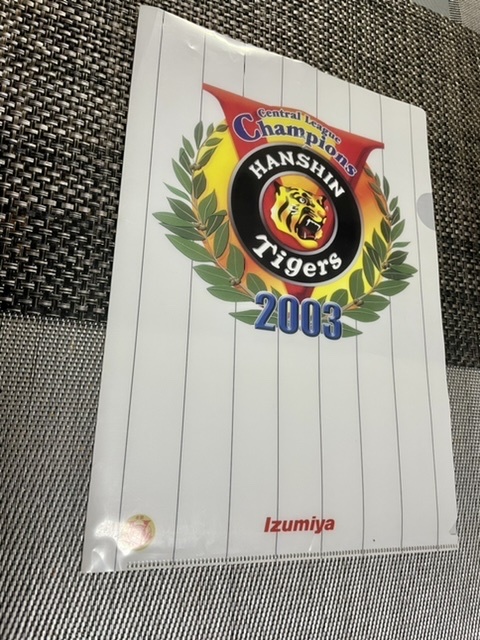 Central League
Champions
HANSHIN
Tigers
2003
Izumiya